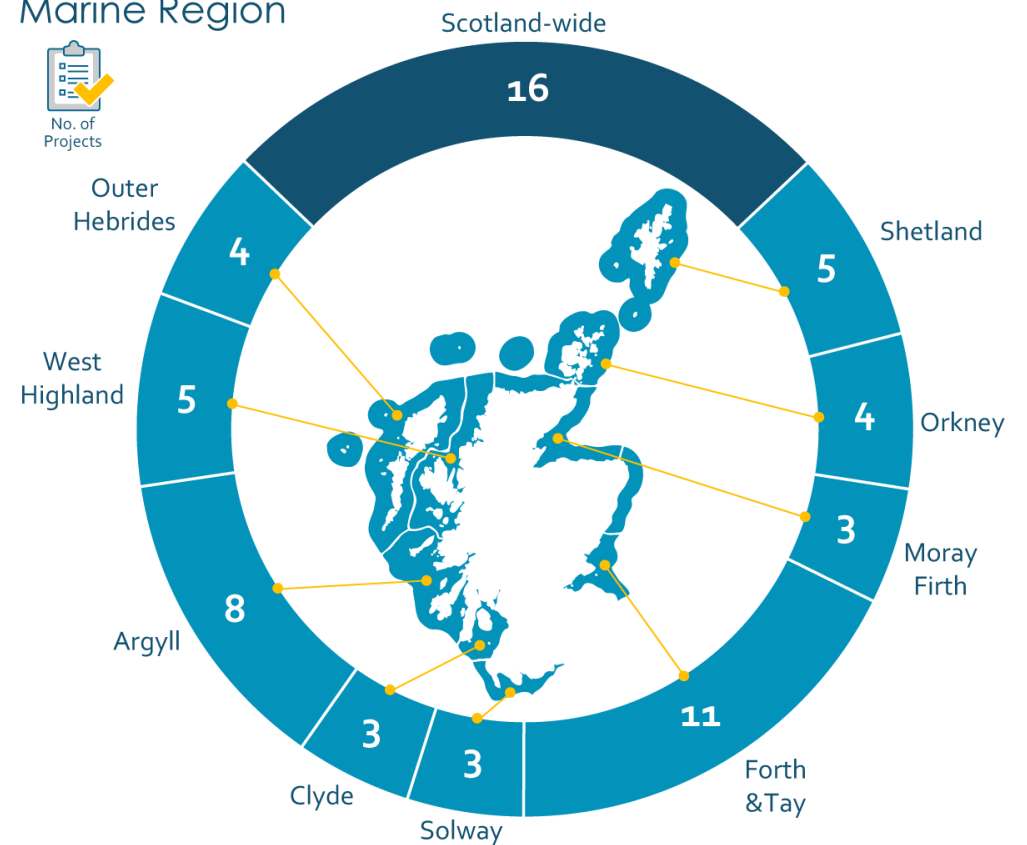 Marine Region
No. of
Projects
Scotland-wide
16
Outer
Hebrides
4
Shetland
5
West
Highland
5
Orkney
4
Moray
Firth
3
Argyll
8
Forth
&Tay
11
Clyde
3
Solway
3